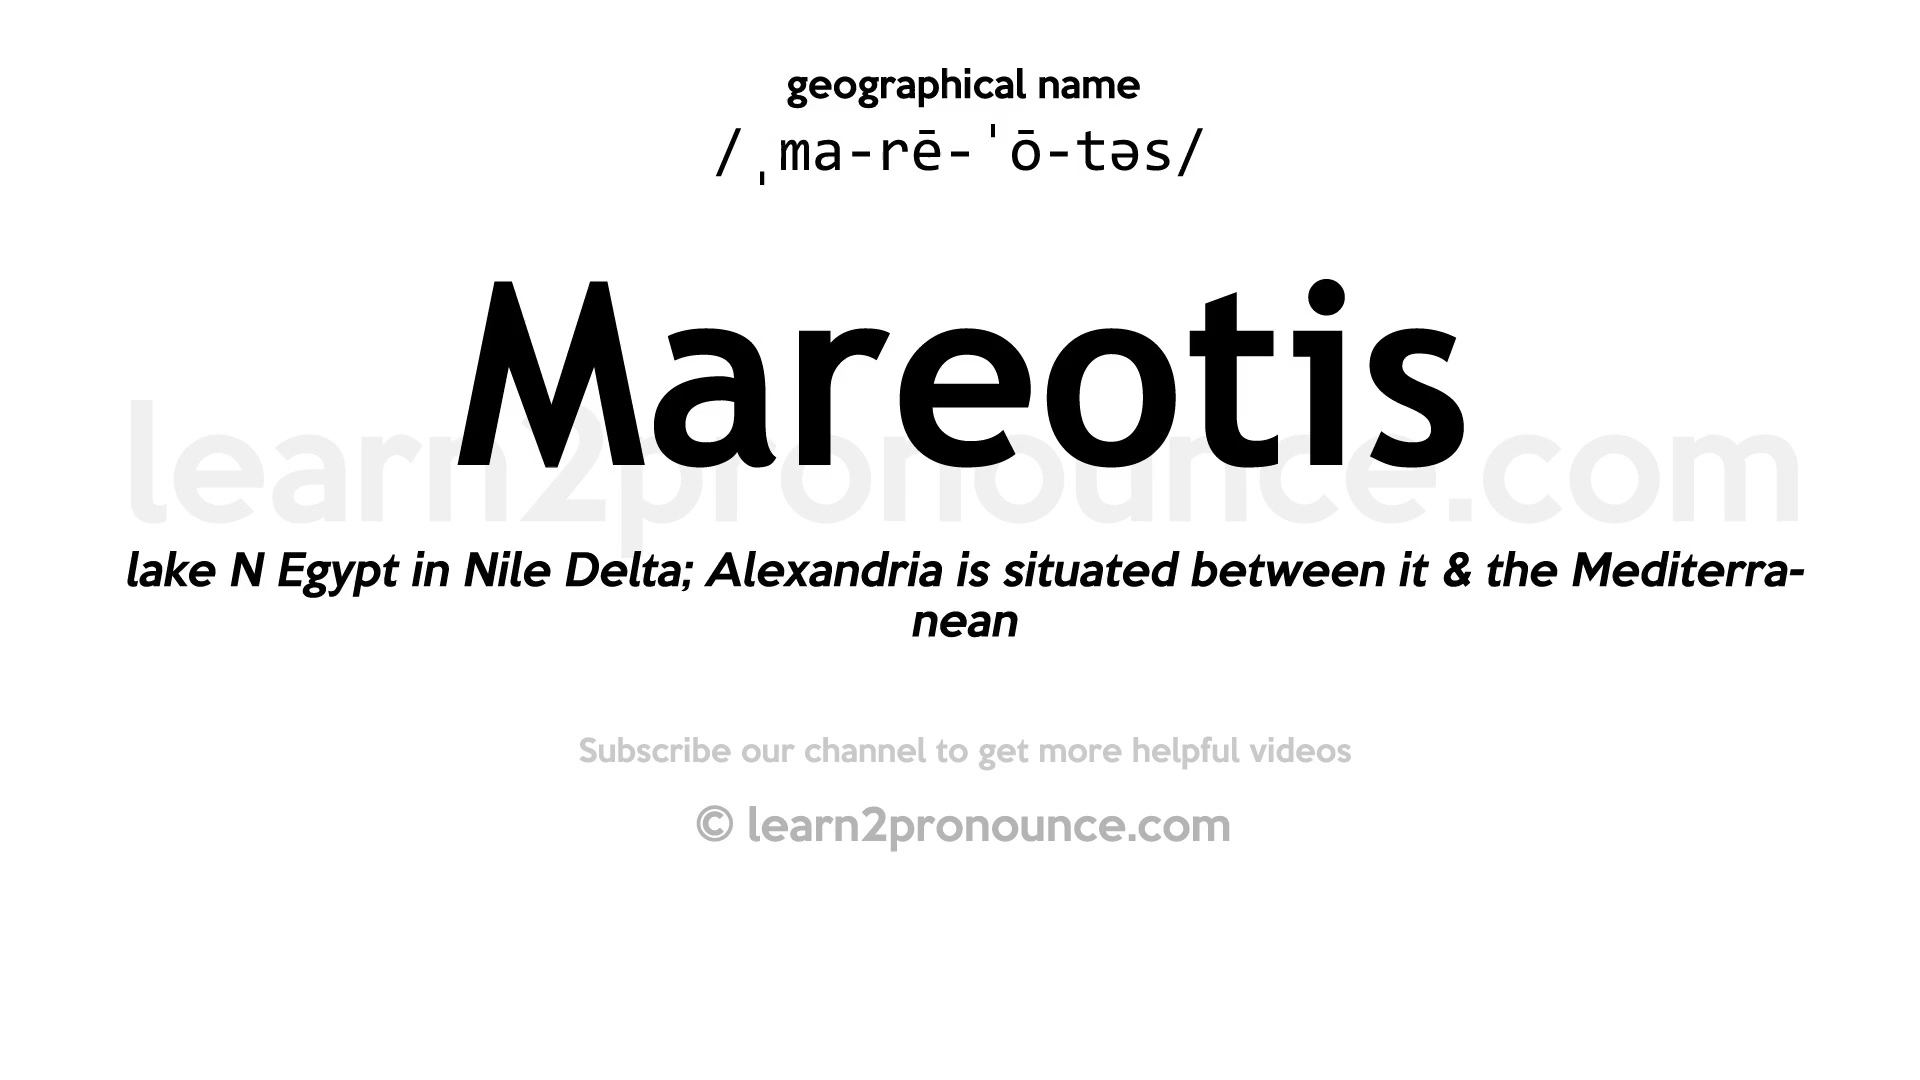 geographical name
/ˌma-rē-ˈō-təs/
Mareotis
learn2pronounce.com
lake N Egypt in Nile Delta; Alexandria is situated between it & the Mediterra-
nean
Subscribe our channel to get more helpful videos
© learn2pronounce.com